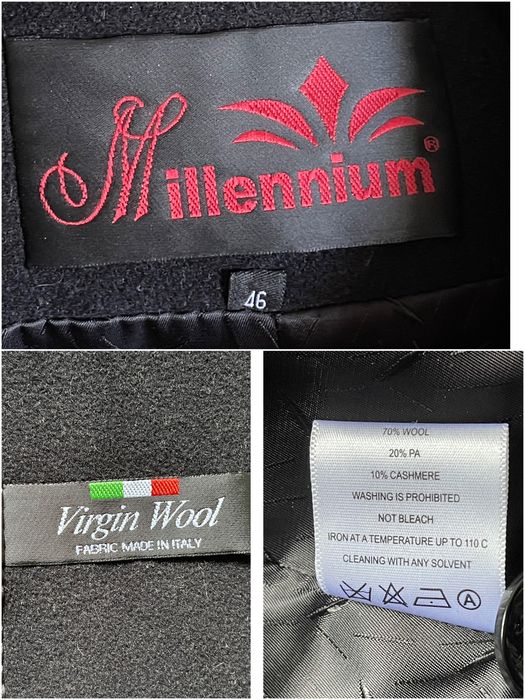 Millennium®
46
Virgin Wool
FABRIC MADE IN ITALY
70% WOOL
20% PA
10% CASHMERE
WASHING IS PROHIBITED
NOT BLEACH
IRON AT A TEMPERATURE UP TO 110 C
CLEANING WITH ANY SOLVENT
A